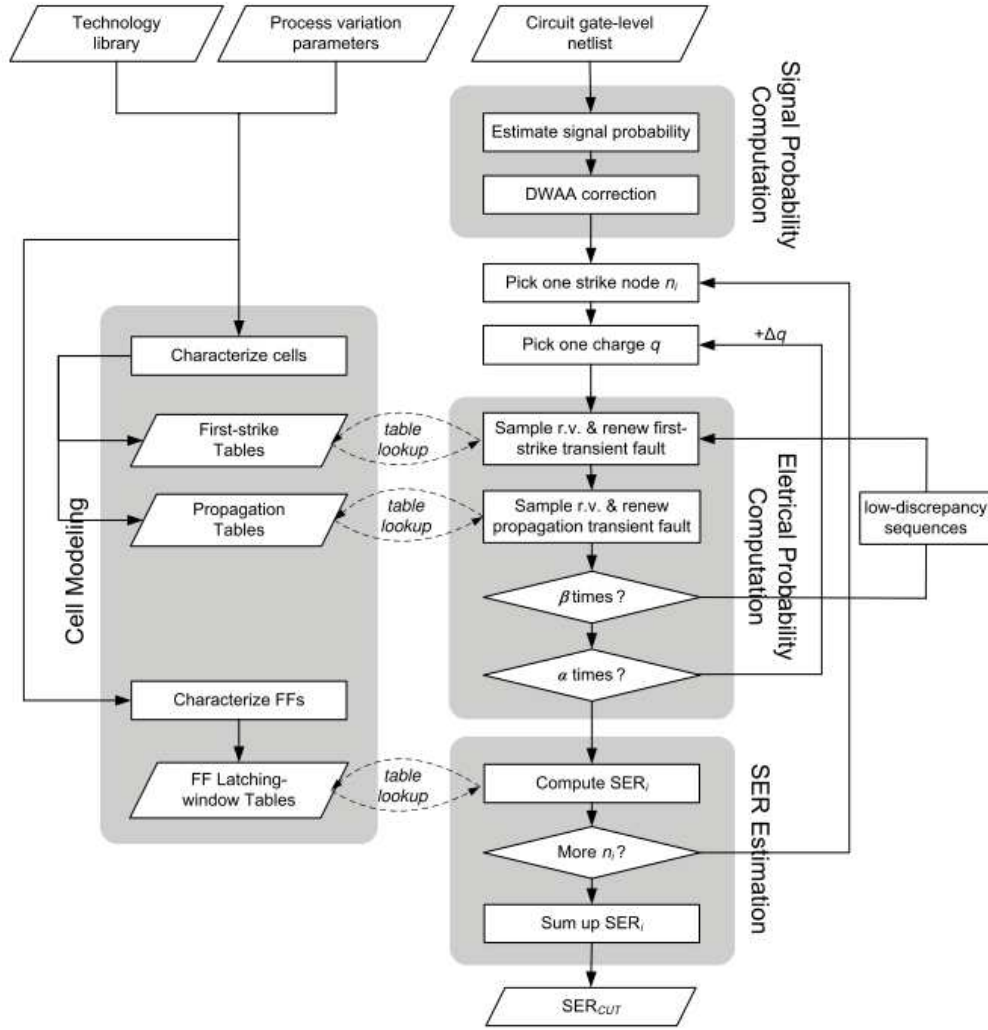 Technology
library
Process variation
parameters
Circuit gate-level
netlist
Signal Probability
Computation
Estimate signal probability
DWAA correction
Pick one strike node nᵢ
Pick one charge q
+Δq
Characterize cells
First-strike
Tables
table
lookup
Sample r.v. & renew first-
strike transient fault
Propagation
Tables
table
lookup
Sample r.v. & renew
propagation transient fault
low-discrepancy
sequences
Cell Modeling
Eletrical Probability
Computation
β times ?
α times ?
Characterize FFs
FF Latching-
window Tables
table
lookup
Compute SERᵢ
More nᵢ?
Sum up SERᵢ
SER Estimation
SER_CUT